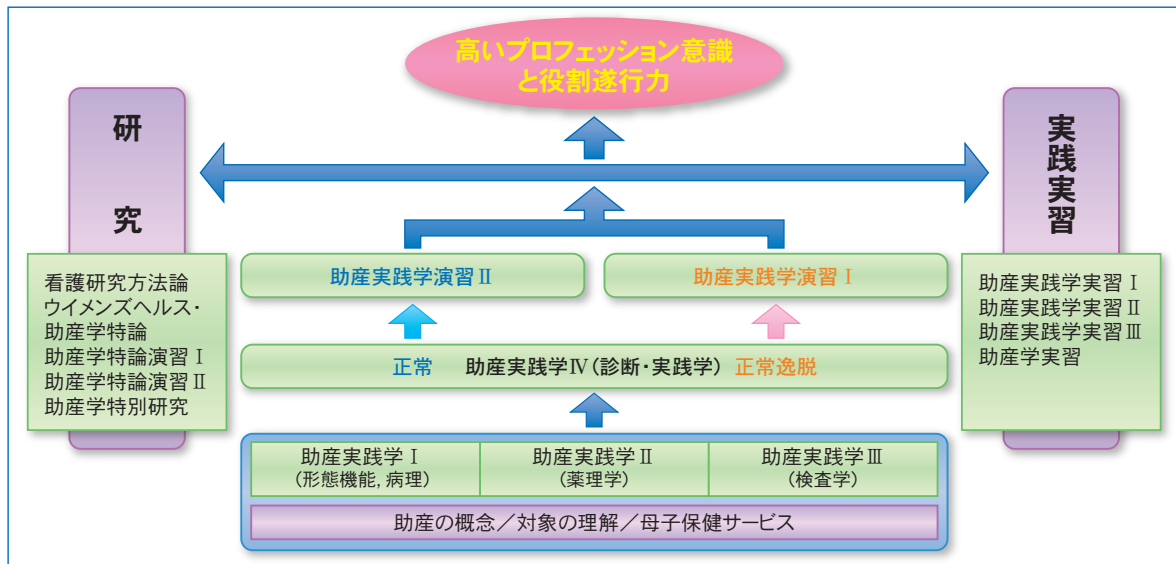 高いプロフェッション意識
と役割遂行力
研究
看護研究方法論
ウイメンズヘルス・
助産学特論
助産学特論演習Ⅰ
助産学特論演習Ⅱ
助産学特別研究
実践実習
助産実践学実習Ⅰ
助産実践学実習Ⅱ
助産実践学実習Ⅲ
助産学実習
助産実践学演習Ⅱ
助産実践学演習Ⅰ
正常 助産実践学Ⅳ(診断・実践学) 正常逸脱
助産実践学Ⅰ
(形態機能, 病理)
助産実践学Ⅱ
(薬理学)
助産実践学Ⅲ
(検査学)
助産の概念／対象の理解／母子保健サービス